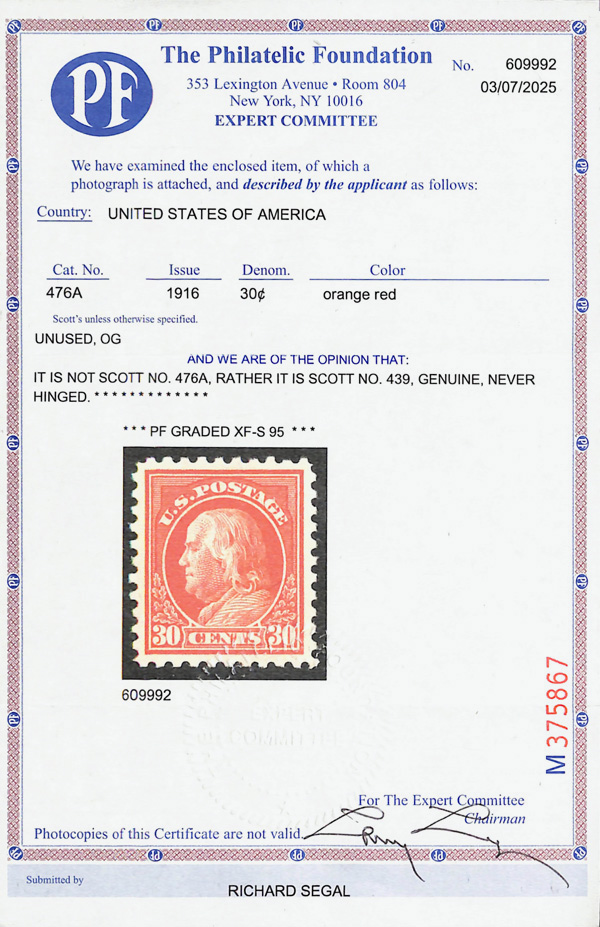 PF
The Philatelic Foundation
No. 609992
353 Lexington Avenue • Room 804
03/07/2025
New York, NY 10016
EXPERT COMMITTEE
We have examined the enclosed item, of which a
photograph is attached, and described by the applicant as follows:
Country: UNITED STATES OF AMERICA
Cat. No. Issue Denom. Color
476A 1916 30¢ orange red
Scott's unless otherwise specified.
UNUSED, OG
AND WE ARE OF THE OPINION THAT:
IT IS NOT SCOTT NO. 476A, RATHER IT IS SCOTT NO. 439, GENUINE, NEVER
HINGED. * * * * * * * * * * * * *
* * * PF GRADED XF-S 95 * * *
U.S. POSTAGE
30 CENTS 30
609992
EXPERT
COMMITTEE
M 375867
For The Expert Committee
Chairman
Photocopies of this Certificate are not valid.
Submitted by
RICHARD SEGAL